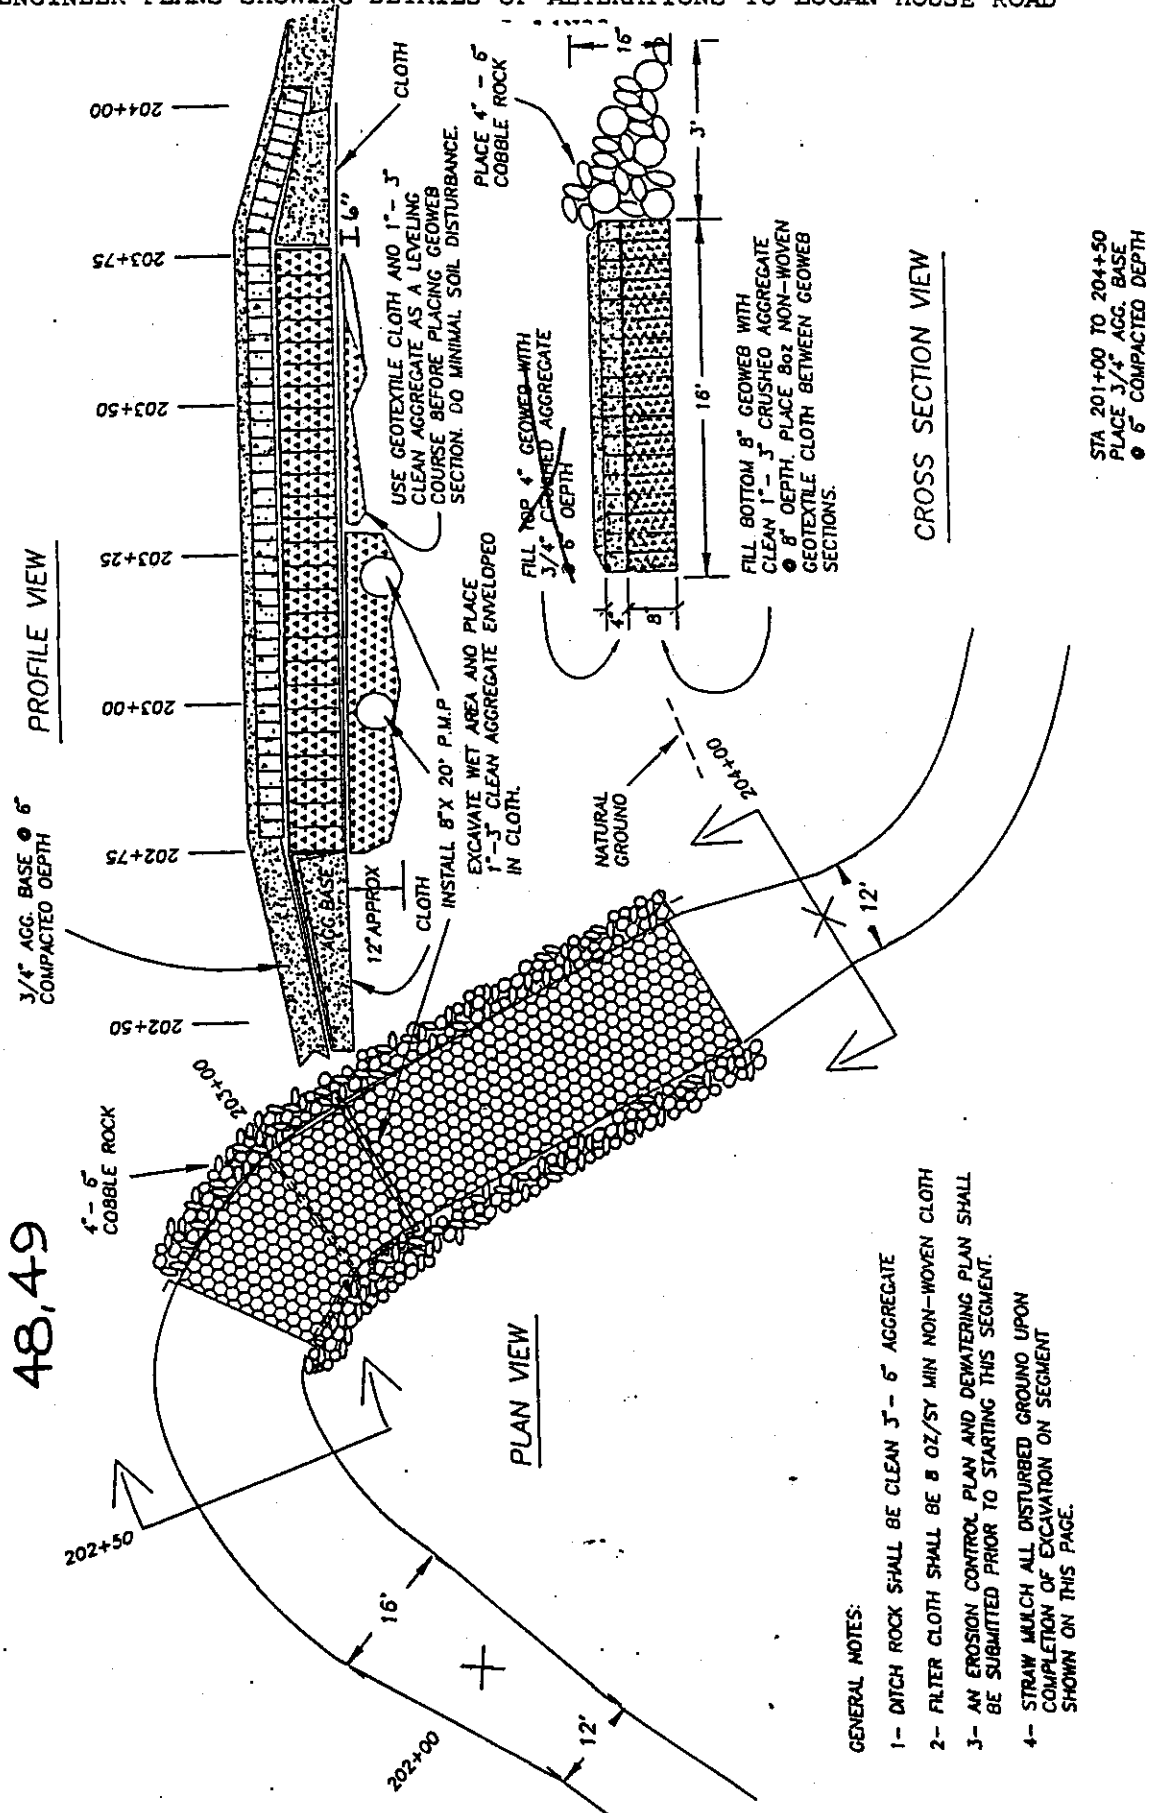 ENGINEER PLANS SHOWING DETAILS OF ALTERATIONS TO LOGAN HOUSE ROAD
48,49
PROFILE VIEW
3/4" AGG. BASE @ 6"
COMPACTED DEPTH
202+50
202+75
203+00
203+25
203+50
203+75
204+00
AGG BASE
12" APPROX
CLOTH
INSTALL 8"X 20' P.M.P
EXCAVATE WET AREA AND PLACE
1"-3" CLEAN AGGREGATE ENVELOPED
IN CLOTH.
USE GEOTEXTILE CLOTH AND 1"- 3"
CLEAN AGGREGATE AS A LEVELING
COURSE BEFORE PLACING GEOWEB
SECTION. DO MINIMAL SOIL DISTURBANCE.
6"
CLOTH
PLACE 4" - 6"
COBBLE ROCK
16"
3'
16'
4"
8"
FILL TOP 4" GEOWEB WITH
3/4" CRUSHED AGGREGATE
@ 6" DEPTH
FILL BOTTOM 8" GEOWEB WITH
CLEAN 1"- 3" CRUSHED AGGREGATE
@ 8" DEPTH. PLACE 8oz NON-WOVEN
GEOTEXTILE CLOTH BETWEEN GEOWEB
SECTIONS.
NATURAL
GROUND
CROSS SECTION VIEW
STA 201+00 TO 204+50
PLACE 3/4" AGG. BASE
@ 6" COMPACTED DEPTH
4"- 6"
COBBLE ROCK
203+00
204+00
12'
202+50
16'
202+00
12'
PLAN VIEW
GENERAL NOTES:
1- DITCH ROCK SHALL BE CLEAN 3"- 6" AGGREGATE
2- FILTER CLOTH SHALL BE 8 OZ/SY MIN NON-WOVEN CLOTH
3- AN EROSION CONTROL PLAN AND DEWATERING PLAN SHALL
BE SUBMITTED PRIOR TO STARTING THIS SEGMENT.
4- STRAW MULCH ALL DISTURBED GROUND UPON
COMPLETION OF EXCAVATION ON SEGMENT
SHOWN ON THIS PAGE.